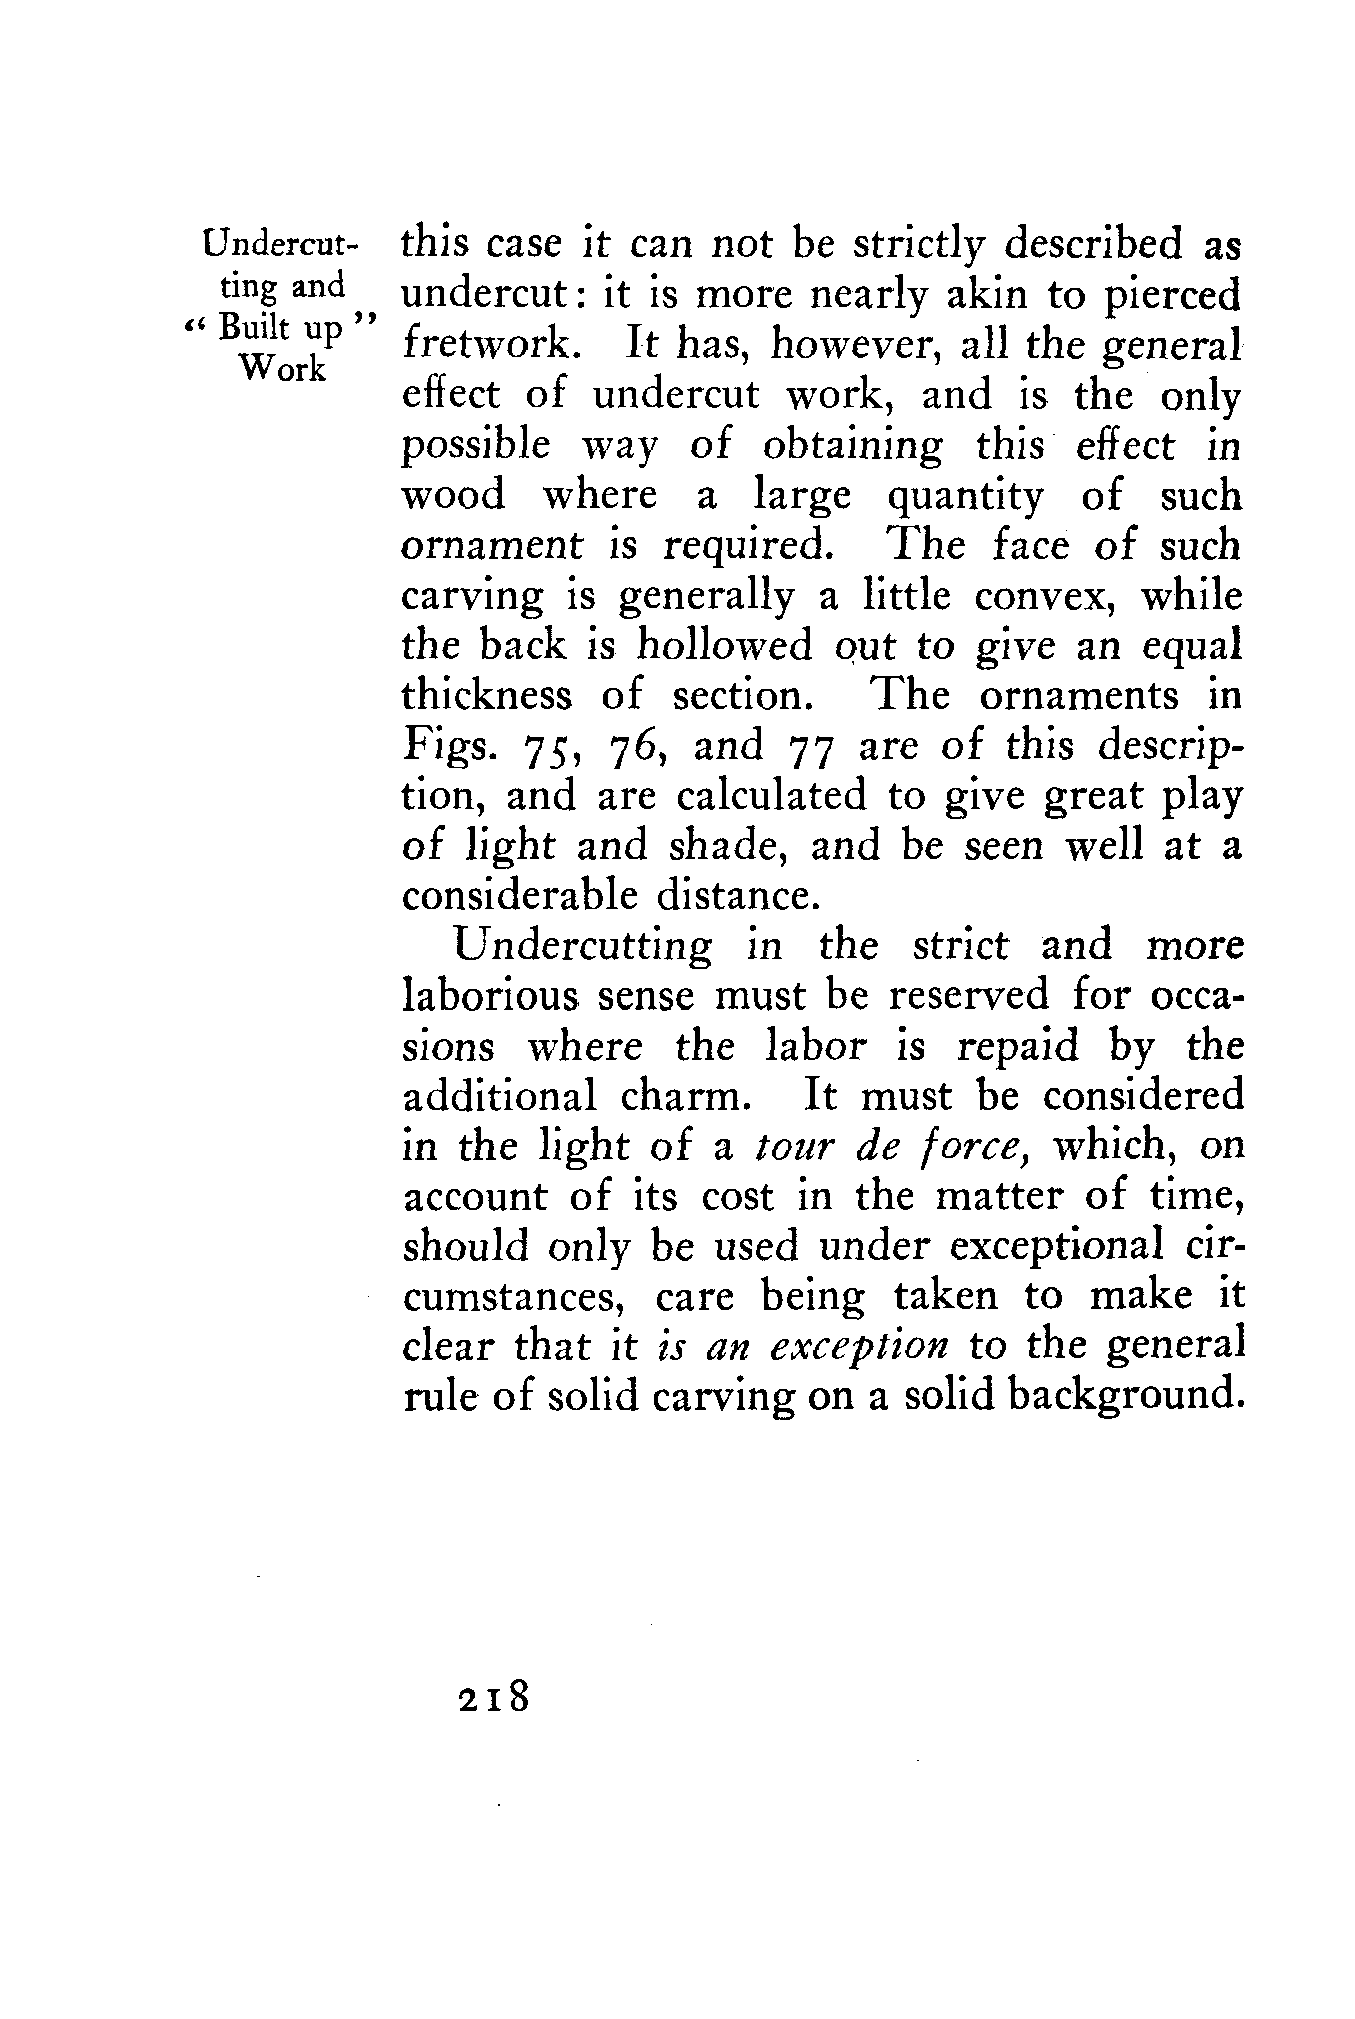 Undercut-
ting and
“ Built up ”
Work
this case it can not be strictly described as
undercut: it is more nearly akin to pierced
fretwork. It has, however, all the general
effect of undercut work, and is the only
possible way of obtaining this effect in
wood where a large quantity of such
ornament is required. The face of such
carving is generally a little convex, while
the back is hollowed out to give an equal
thickness of section. The ornaments in
Figs. 75, 76, and 77 are of this descrip-
tion, and are calculated to give great play
of light and shade, and be seen well at a
considerable distance.
Undercutting in the strict and more
laborious sense must be reserved for occa-
sions where the labor is repaid by the
additional charm. It must be considered
in the light of a tour de force, which, on
account of its cost in the matter of time,
should only be used under exceptional cir-
cumstances, care being taken to make it
clear that it is an exception to the general
rule of solid carving on a solid background.
218